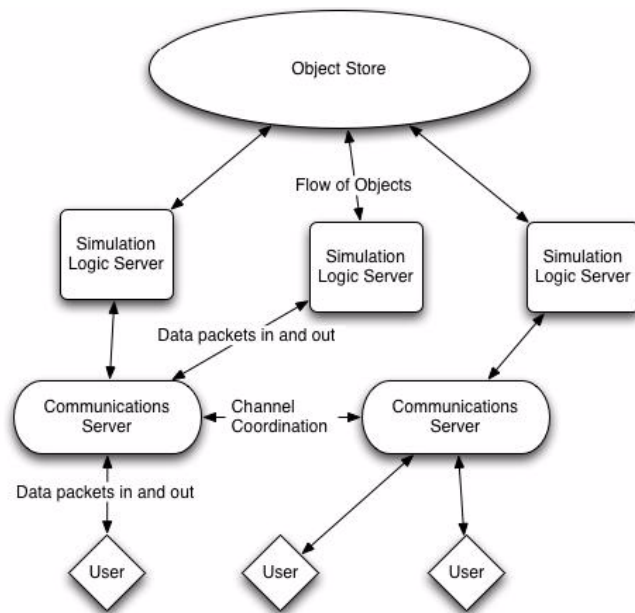 Object Store
Flow of Objects
Simulation
Logic Server
Simulation
Logic Server
Simulation
Logic Server
Data packets in and out
Communications
Server
Channel
Coordination
Communications
Server
Data packets in and out
User
User
User